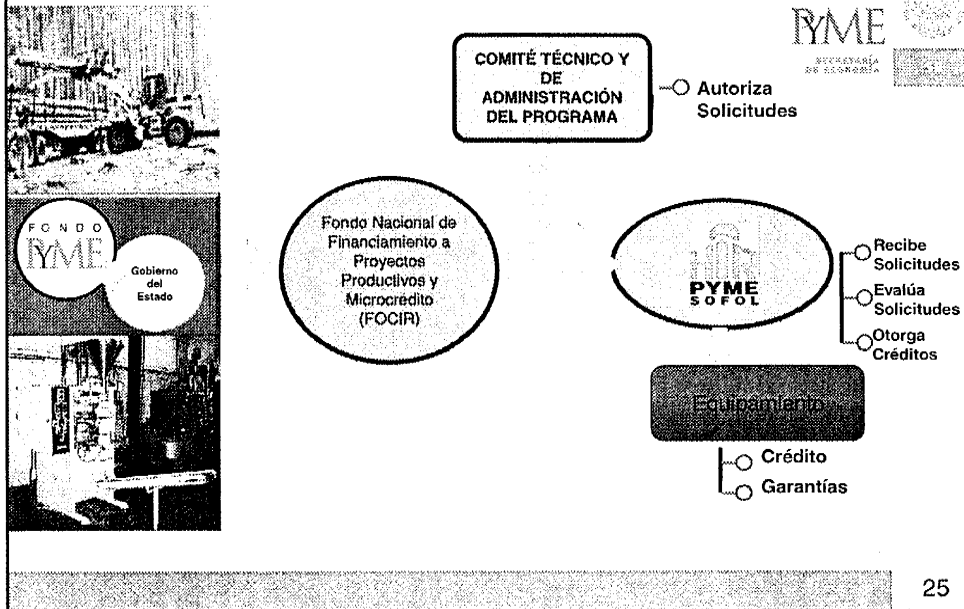 PYME
SECRETARÍA
DE ECONOMÍA
COMITÉ TÉCNICO Y
DE
ADMINISTRACIÓN
DEL PROGRAMA
Autoriza
Solicitudes
FONDO
PYME
Gobierno
del
Estado
Fondo Nacional de
Financiamiento a
Proyectos
Productivos y
Microcrédito
(FOCIR)
PYME
SOFOL
Recibe
Solicitudes
Evalúa
Solicitudes
Otorga
Créditos
Equipamiento
Crédito
Garantías
25